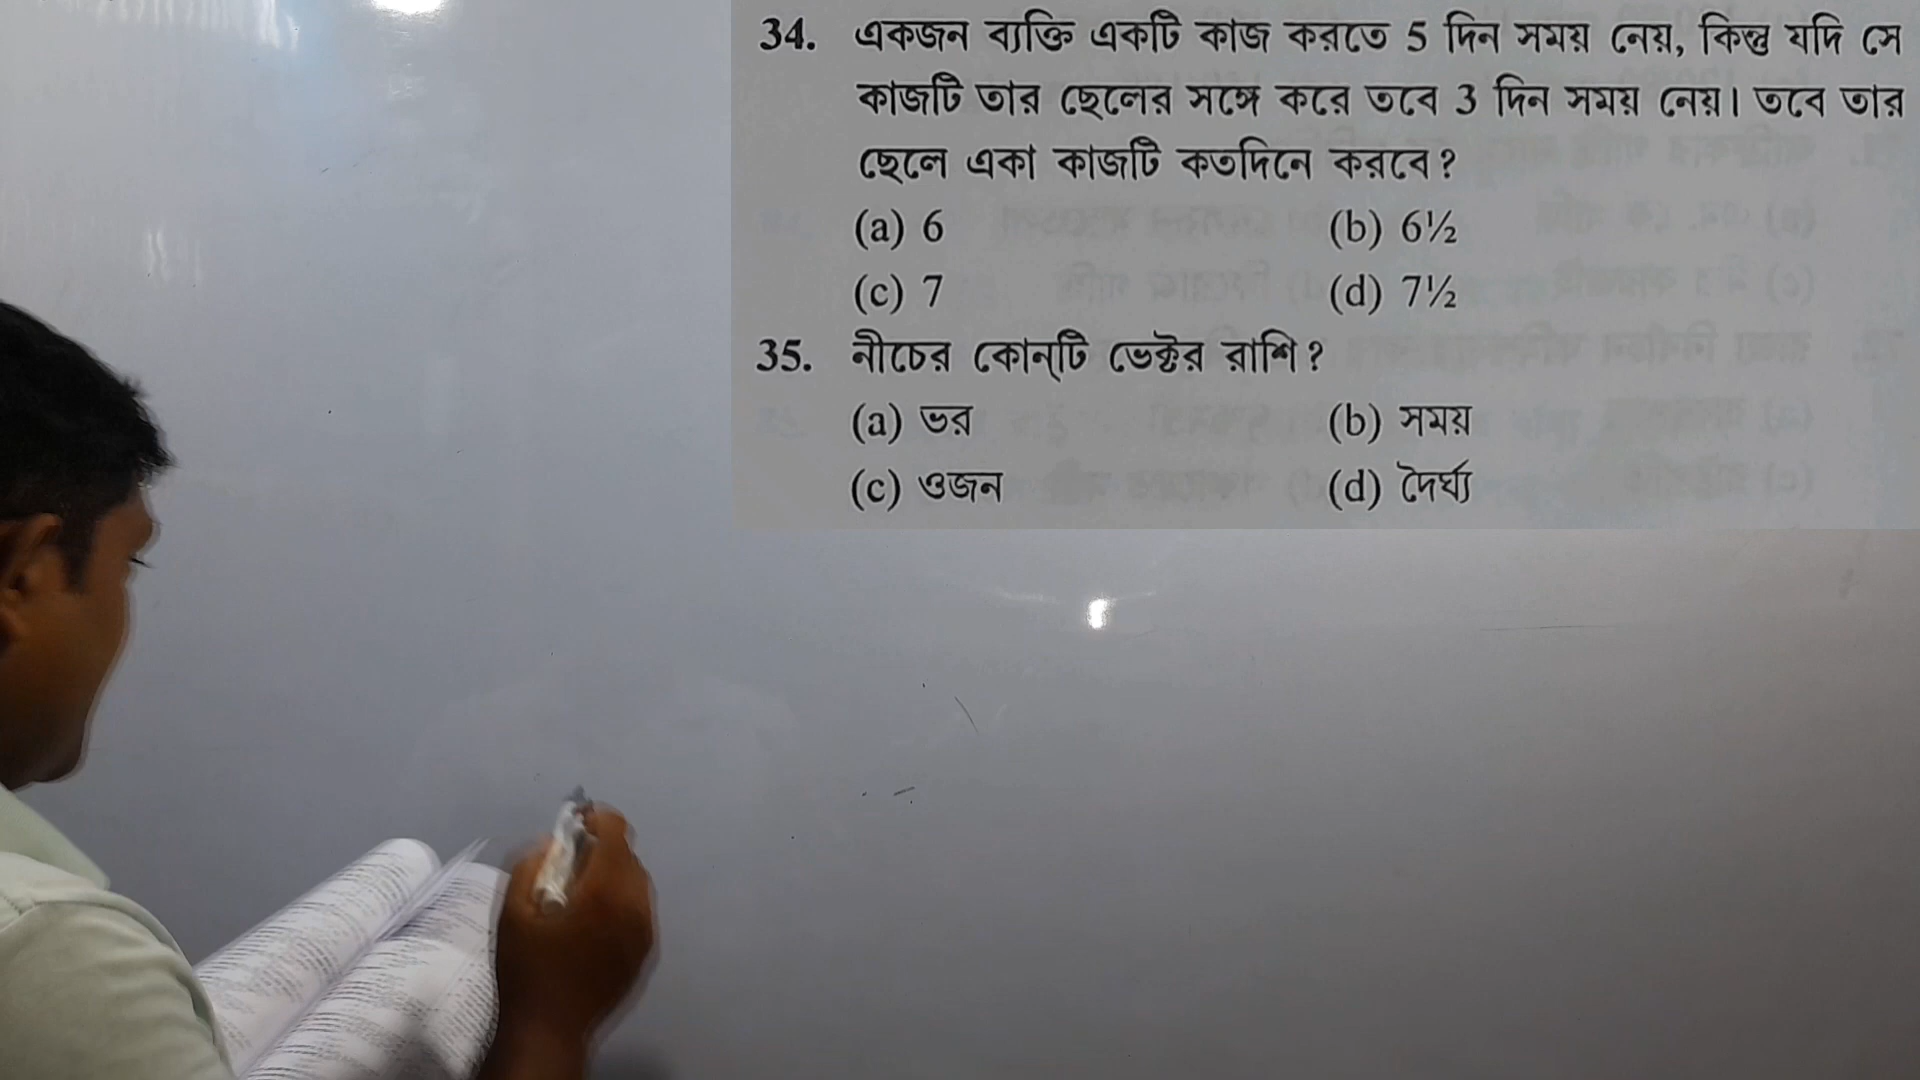 34. একজন ব্যক্তি একটি কাজ করতে 5 দিন সময় নেয়, কিন্তু যদি সে
কাজটি তার ছেলের সঙ্গে করে তবে 3 দিন সময় নেয়। তবে তার
ছেলে একা কাজটি কতদিনে করবে?
(a) 6 (b) 6½
(c) 7 (d) 7½
35. নীচের কোন্‌টি ভেক্টর রাশি?
(a) ভর (b) সময়
(c) ওজন (d) দৈর্ঘ্য